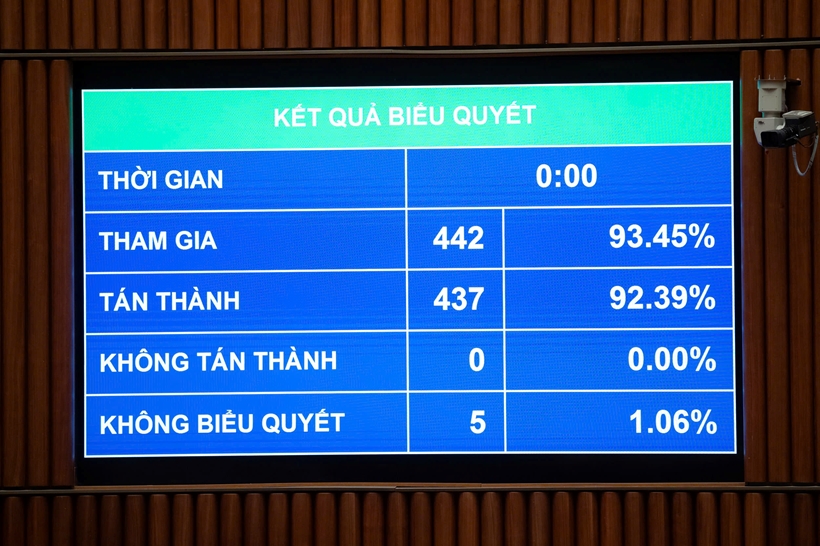 KẾT QUẢ BIỂU QUYẾT
THỜI GIAN 0:00
THAM GIA 442 93.45%
TÁN THÀNH 437 92.39%
KHÔNG TÁN THÀNH 0 0.00%
KHÔNG BIỂU QUYẾT 5 1.06%